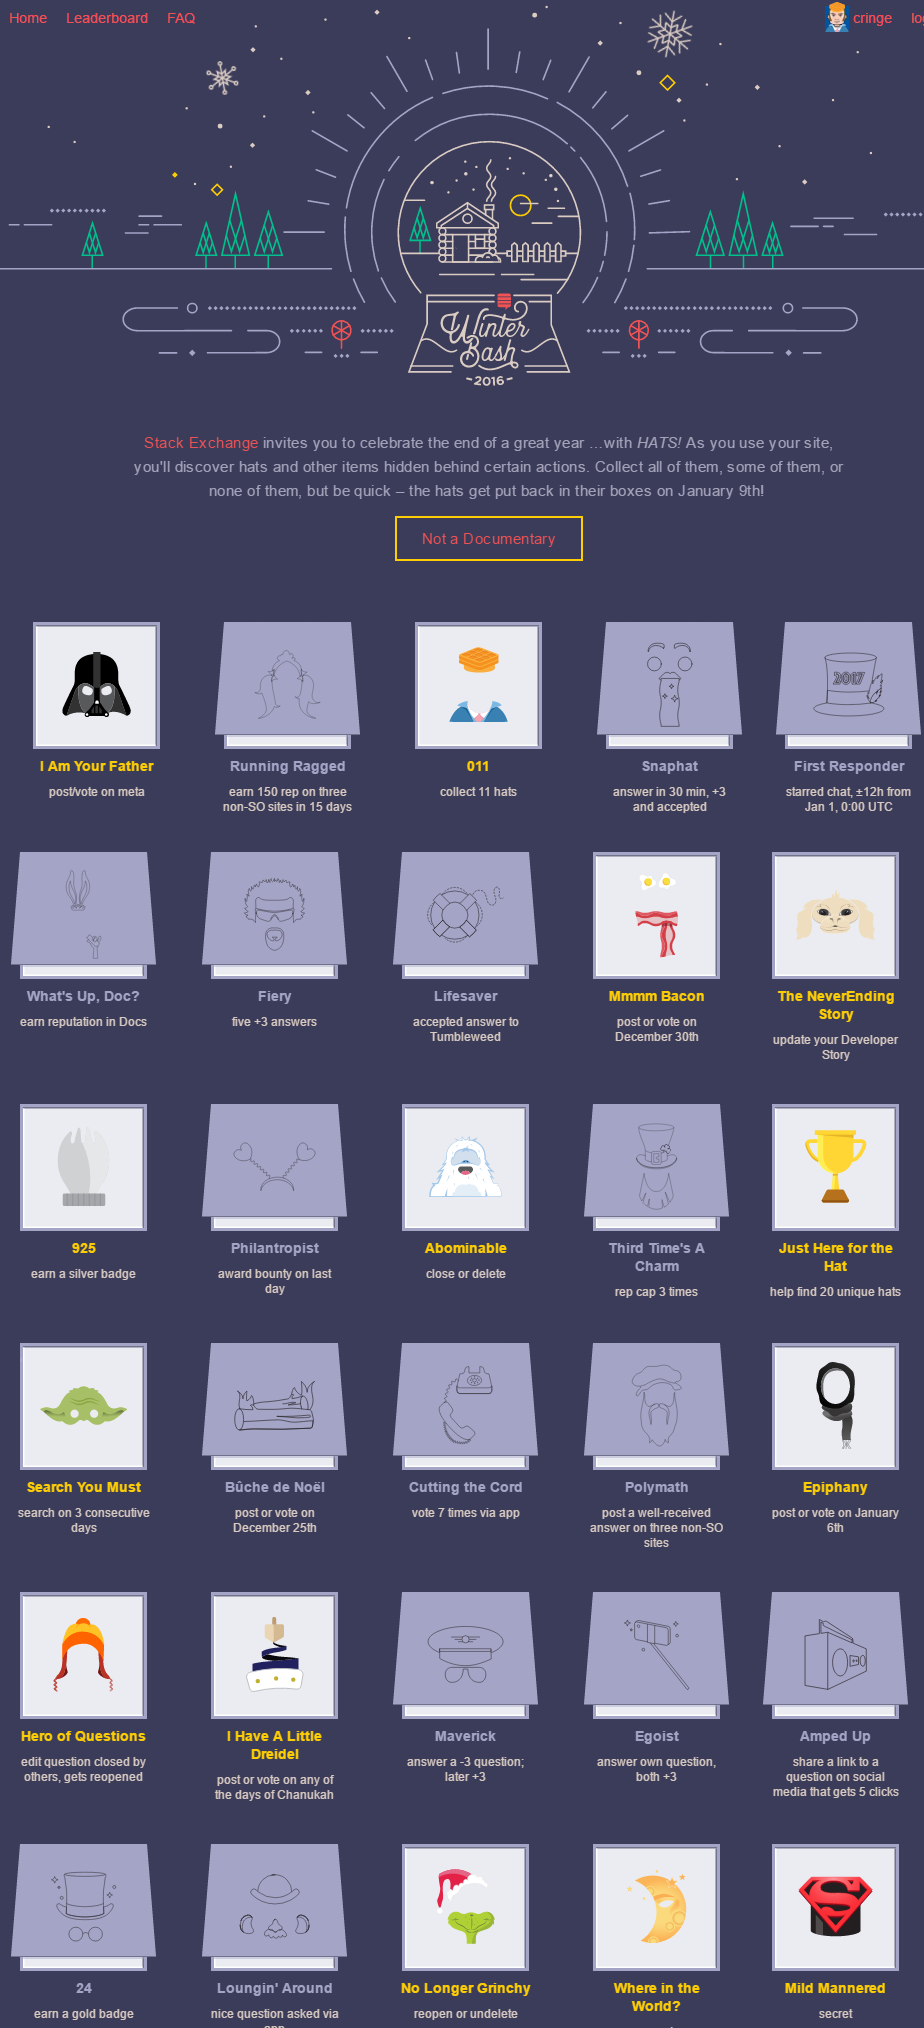 Home Leaderboard FAQ cringe
Winter
Bash
2016
Stack Exchange invites you to celebrate the end of a great year ...with HATS! As you use your site,
you'll discover hats and other items hidden behind certain actions. Collect all of them, some of them, or
none of them, but be quick – the hats get put back in their boxes on January 9th!
Not a Documentary
2017
I Am Your Father Running Ragged 011 Snaphat First Responder
post/vote on meta earn 150 rep on three collect 11 hats answer in 30 min, +3 starred chat, ±12h from
non-SO sites in 15 days and accepted Jan 1, 0:00 UTC
What's Up, Doc? Fiery Lifesaver Mmmm Bacon The NeverEnding
Story
earn reputation in Docs five +3 answers accepted answer to post or vote on update your Developer
Tumbleweed December 30th Story
925 Philantropist Abominable Third Time's A Just Here for the
Charm Hat
earn a silver badge award bounty on last close or delete rep cap 3 times help find 20 unique hats
day
Search You Must Bûche de Noël Cutting the Cord Polymath Epiphany
search on 3 consecutive post or vote on vote 7 times via app post a well-received post or vote on January
days December 25th answer on three non-SO 6th
sites
Hero of Questions I Have A Little Maverick Egoist Amped Up
Dreidel
edit question closed by post or vote on any of answer a -3 question; answer own question, share a link to a
others, gets reopened the days of Chanukah later +3 both +3 question on social
media that gets 5 clicks
S
24 Loungin' Around No Longer Grinchy Where in the Mild Mannered
World?
earn a gold badge nice question asked via reopen or undelete secret